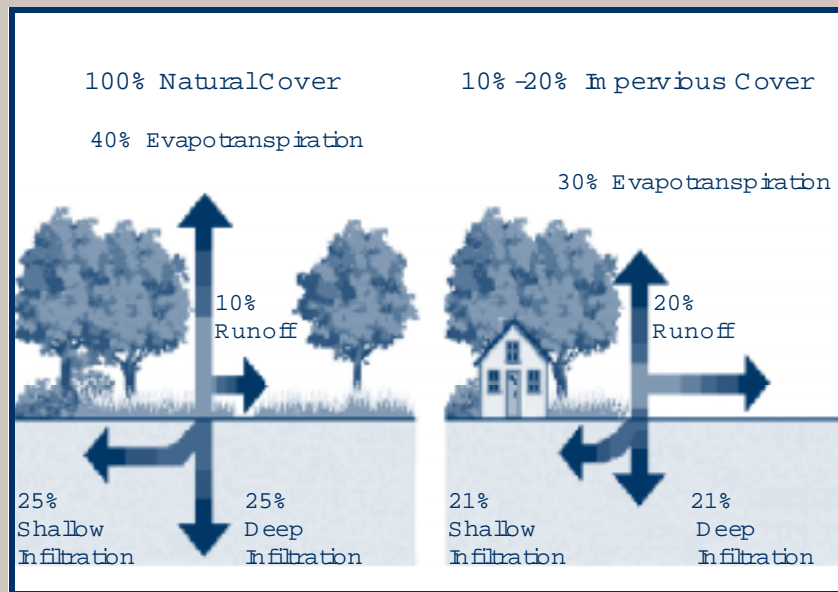 100% Natural Cover
40% Evapotranspiration
10%
Runoff
25%
Shallow
Infiltration
25%
Deep
Infiltration
10%-20% Impervious Cover
30% Evapotranspiration
20%
Runoff
21%
Shallow
Infiltration
21%
Deep
Infiltration